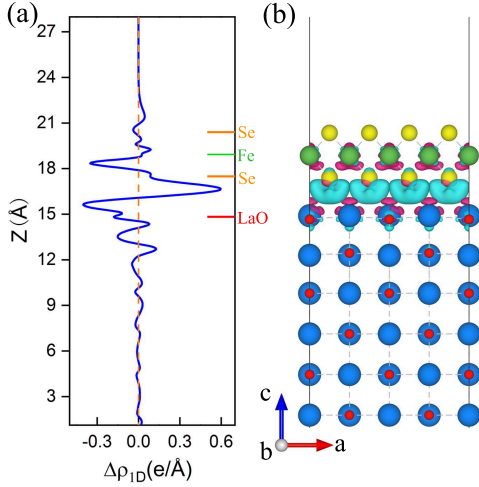 (a)
(b)
27
24
21
18
15
12
9
6
3
Z (Å)
Se
Fe
Se
LaO
-0.3
0.0
0.3
0.6
Δρ1D(e/Å)
c
b
a